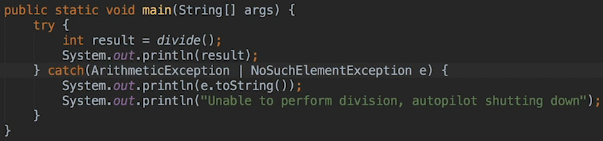 public static void main(String[] args) {
    try {
        int result = divide();
        System.out.println(result);
    } catch(ArithmeticException | NoSuchElementException e) {
        System.out.println(e.toString());
        System.out.println("Unable to perform division, autopilot shutting down");
    }
}